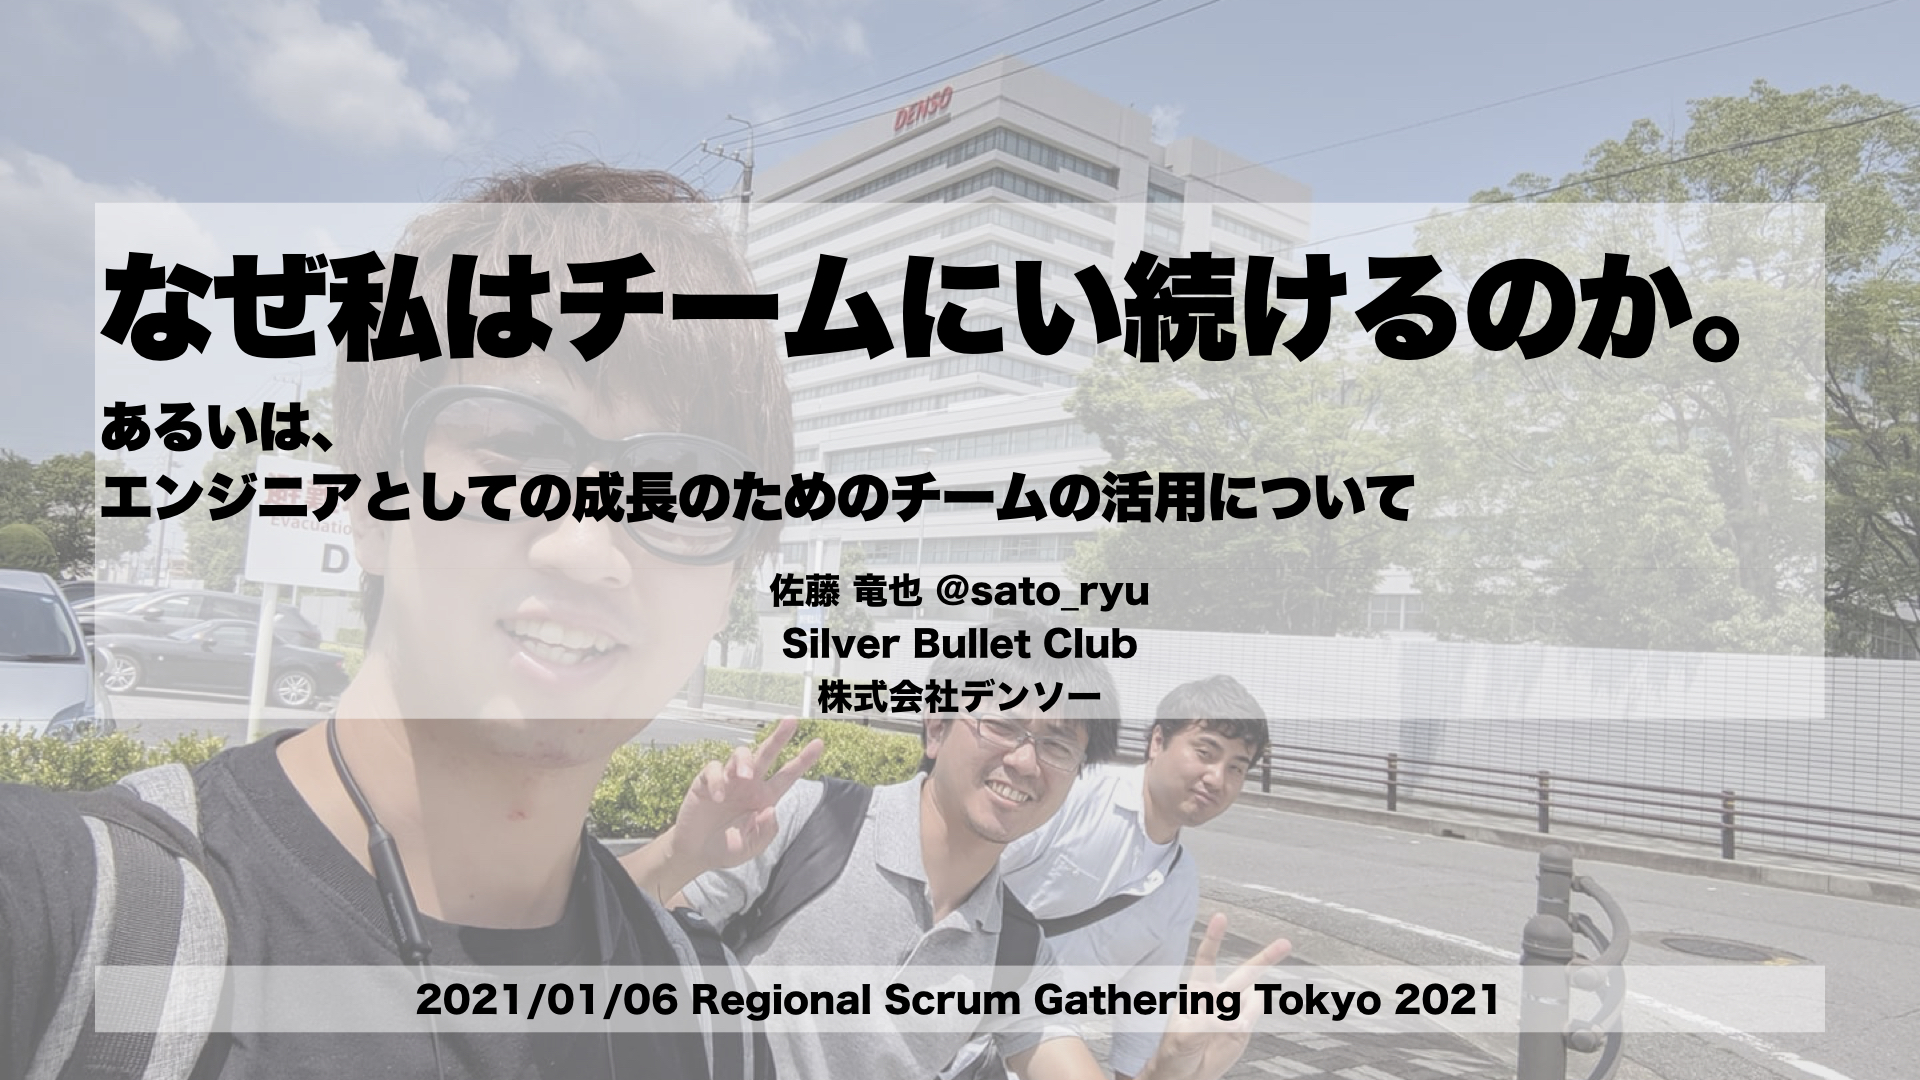 DENSO
なぜ私はチームにい続けるのか。
あるいは、
エンジニアとしての成長のためのチームの活用について
Evacuatio
D
佐藤 竜也 @sato_ryu
Silver Bullet Club
株式会社デンソー
2021/01/06 Regional Scrum Gathering Tokyo 2021